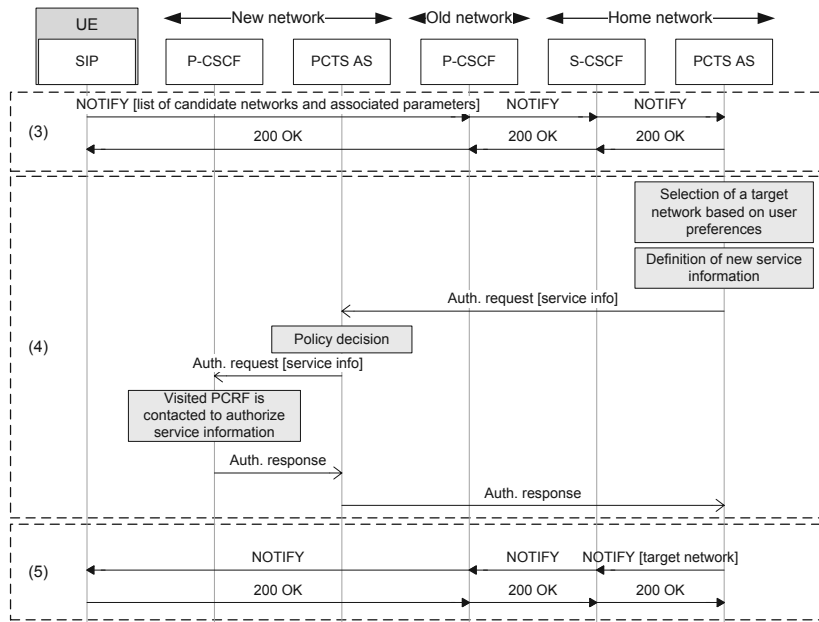 New network
Old network
Home network
UE
SIP
P-CSCF
PCTS AS
P-CSCF
S-CSCF
PCTS AS
(3)
NOTIFY [list of candidate networks and associated parameters]
NOTIFY
NOTIFY
200 OK
200 OK
200 OK
(4)
Selection of a target
network based on user
preferences
Definition of new service
information
Auth. request [service info]
Policy decision
Auth. request [service info]
Visited PCRF is
contacted to authorize
service information
Auth. response
Auth. response
(5)
NOTIFY
NOTIFY
NOTIFY [target network]
200 OK
200 OK
200 OK